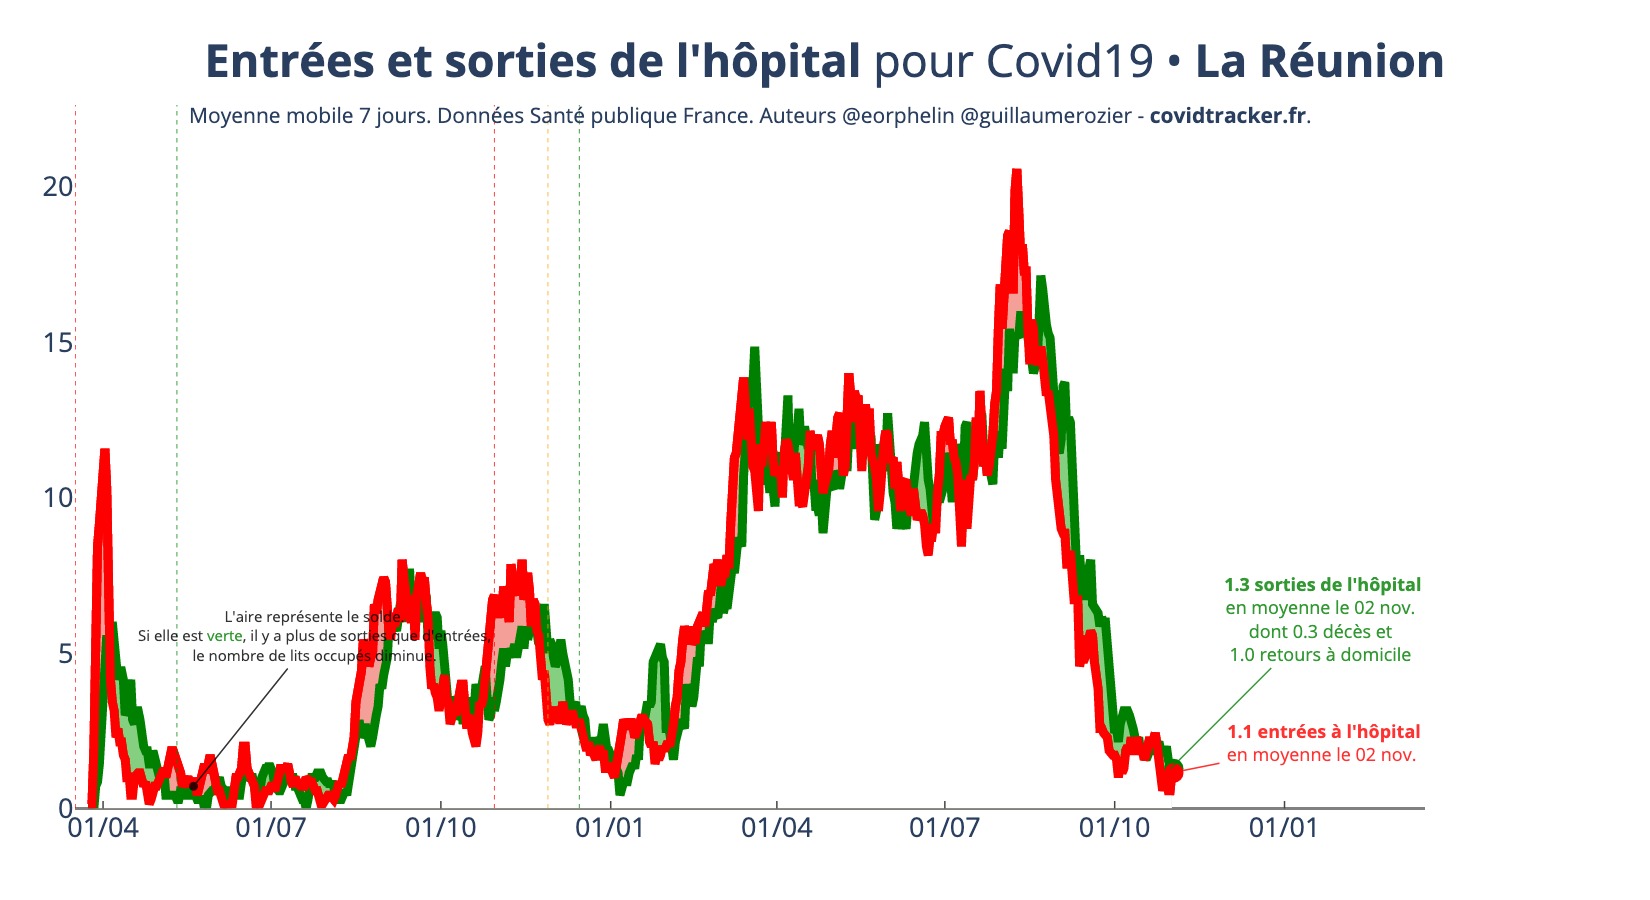 Entrées et sorties de l'hôpital pour Covid19 • La Réunion
Moyenne mobile 7 jours. Données Santé publique France. Auteurs @eorphelin @guillaumerozier - covidtracker.fr.
20
15
10
5
0
L'aire représente le solde.
Si elle est verte, il y a plus de sorties que d'entrées,
le nombre de lits occupés diminue.
1.3 sorties de l'hôpital
en moyenne le 02 nov.
dont 0.3 décès et
1.0 retours à domicile
1.1 entrées à l'hôpital
en moyenne le 02 nov.
01/04 01/07 01/10 01/01 01/04 01/07 01/10 01/01